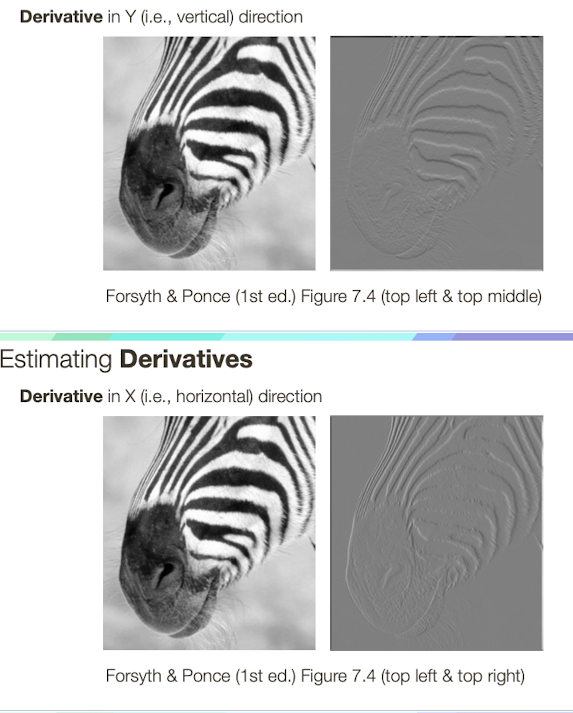 Derivative in Y (i.e., vertical) direction
Forsyth & Ponce (1st ed.) Figure 7.4 (top left & top middle)
Estimating Derivatives
Derivative in X (i.e., horizontal) direction
Forsyth & Ponce (1st ed.) Figure 7.4 (top left & top right)